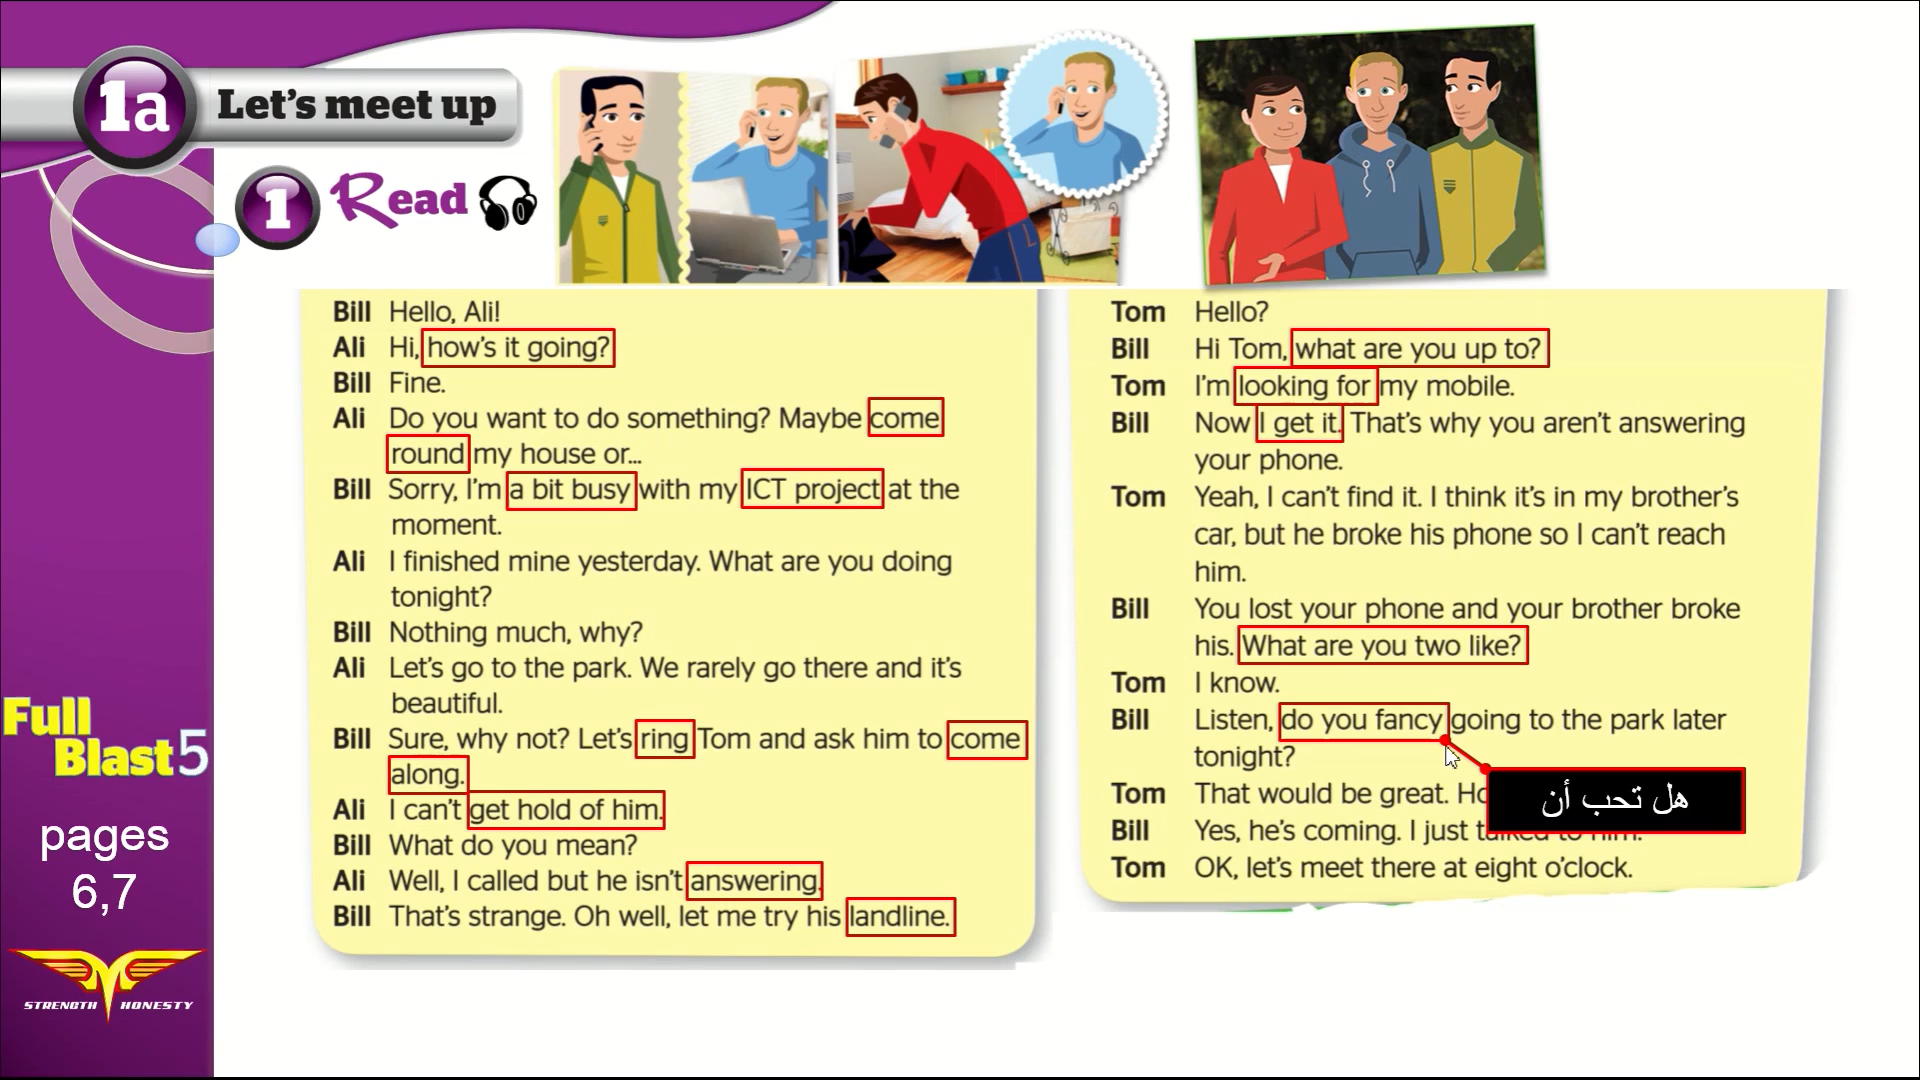 1a Let's meet up
1 Read
Bill Hello, Ali!
Ali Hi, how's it going?
Bill Fine.
Ali Do you want to do something? Maybe come
round my house or...
Bill Sorry, I'm a bit busy with my ICT project at the
moment.
Ali I finished mine yesterday. What are you doing
tonight?
Bill Nothing much, why?
Ali Let's go to the park. We rarely go there and it's
beautiful.
Bill Sure, why not? Let's ring Tom and ask him to come
along.
Ali I can't get hold of him.
Bill What do you mean?
Ali Well, I called but he isn't answering.
Bill That's strange. Oh well, let me try his landline.
Tom Hello?
Bill Hi Tom, what are you up to?
Tom I'm looking for my mobile.
Bill Now I get it. That's why you aren't answering
your phone.
Tom Yeah, I can't find it. I think it's in my brother's
car, but he broke his phone so I can't reach
him.
Bill You lost your phone and your brother broke
his. What are you two like?
Tom I know.
Bill Listen, do you fancy going to the park later
tonight?
هل تحب أن
Tom That would be great.
Bill Yes, he's coming. I just talked to him.
Tom OK, let's meet there at eight o'clock.
Full
Blast 5
pages
6,7
STRENGTH HONESTY